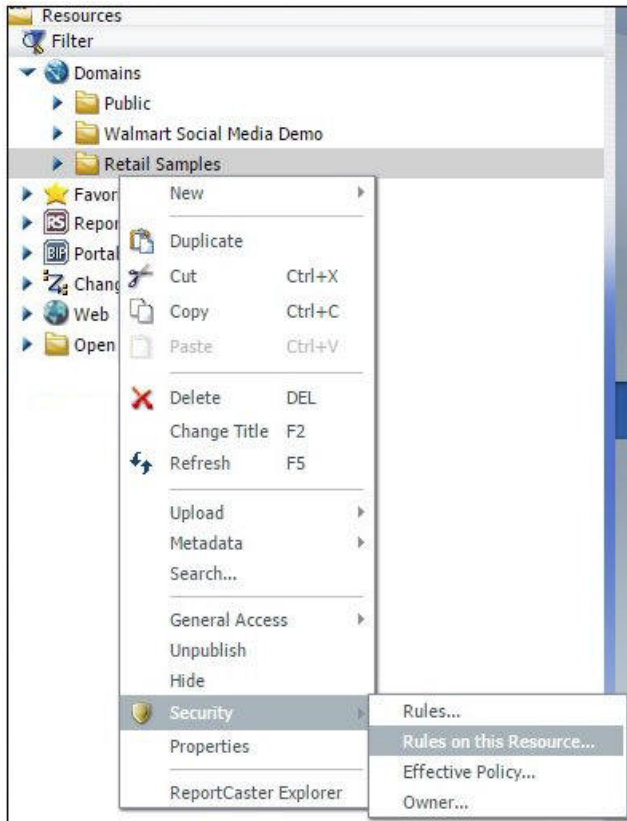 Resources
Filter
Domains
Public
Walmart Social Media Demo
Retail Samples
Favor
Repor
Portal
Chang
Web
Open
New
Duplicate
Cut Ctrl+X
Copy Ctrl+C
Paste Ctrl+V
Delete DEL
Change Title F2
Refresh F5
Upload
Metadata
Search...
General Access
Unpublish
Hide
Security
Properties
ReportCaster Explorer
Rules...
Rules on this Resource...
Effective Policy...
Owner...